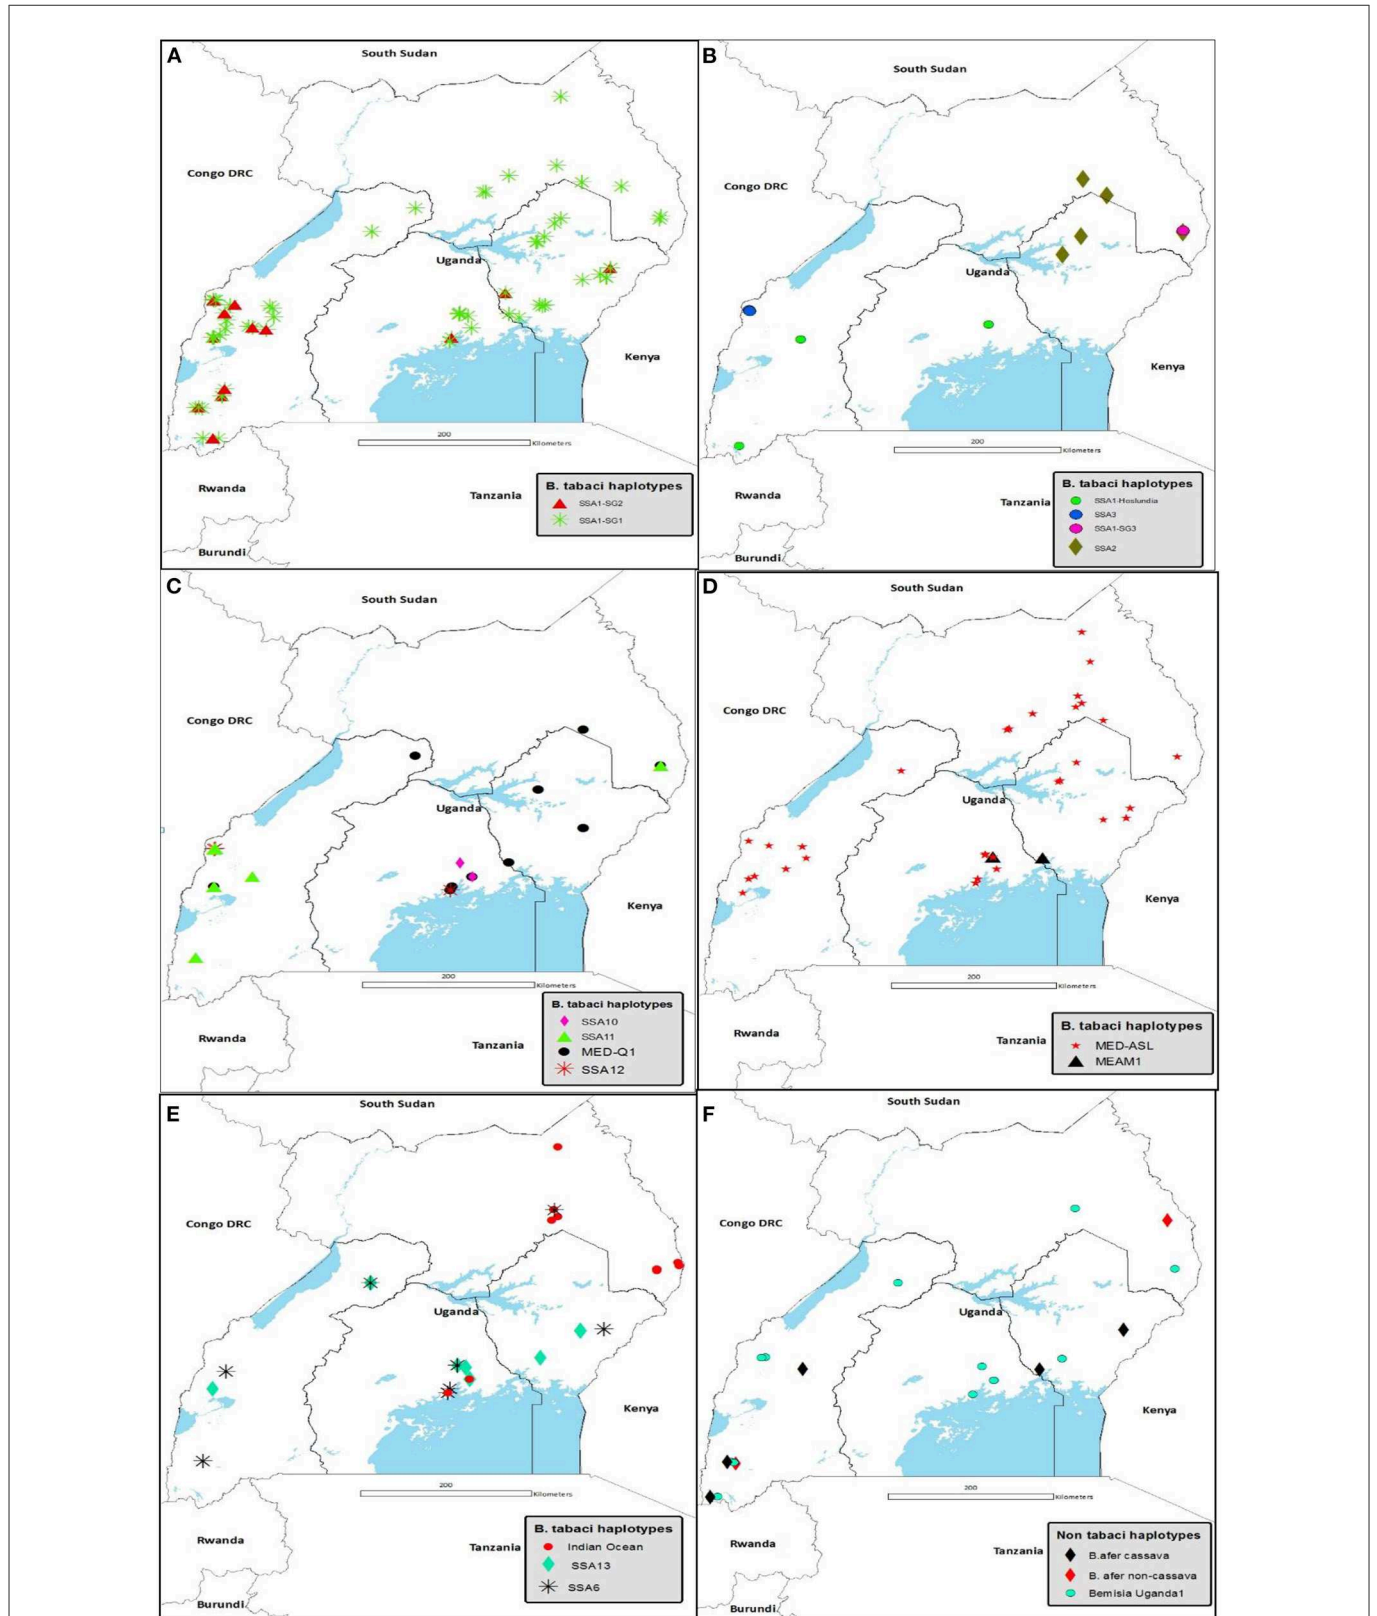 A
South Sudan
Congo DRC
Uganda
Kenya
200
Kilometers
Rwanda
Tanzania
Burundi
B. tabaci haplotypes
SSA1-SG2
SSA1-SG1
B
South Sudan
Congo DRC
Uganda
Kenya
200
Kilometers
Rwanda
Tanzania
Burundi
B. tabaci haplotypes
SSA1-Hoslundia
SSA3
SSA1-SG3
SSA2
C
South Sudan
Congo DRC
Uganda
Kenya
200
Kilometers
Rwanda
Tanzania
B. tabaci haplotypes
SSA10
SSA11
MED-Q1
SSA12
D
South Sudan
Congo DRC
Uganda
Kenya
200
Kilometers
Rwanda
Tanzania
B. tabaci haplotypes
MED-ASL
MEAM1
E
South Sudan
Congo DRC
Uganda
Kenya
200
Kilometers
Rwanda
Tanzania
Burundi
B. tabaci haplotypes
Indian Ocean
SSA13
SSA6
F
South Sudan
Congo DRC
Uganda
Kenya
200
Kilometers
Rwanda
Tanzania
Burundi
Non tabaci haplotypes
B.afer cassava
B. afer non-cassava
Bemisia Uganda1